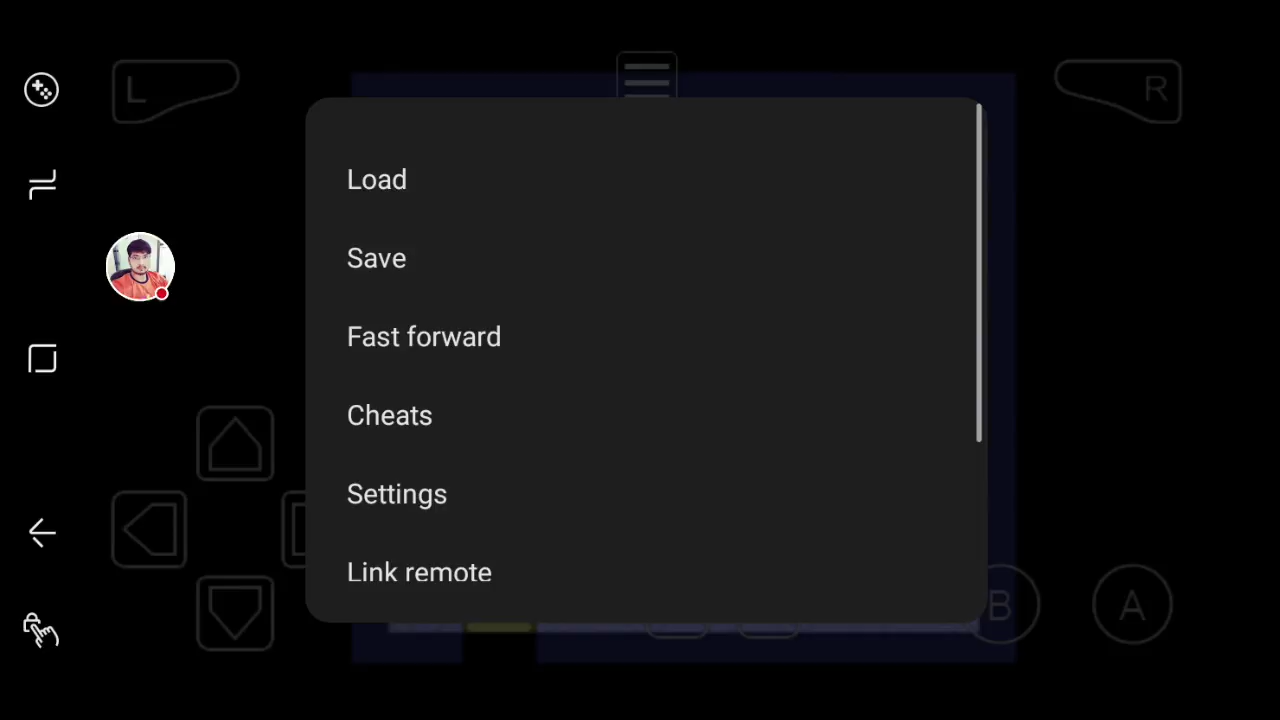 L
R
Load
Save
Fast forward
Cheats
Settings
Link remote
B
A